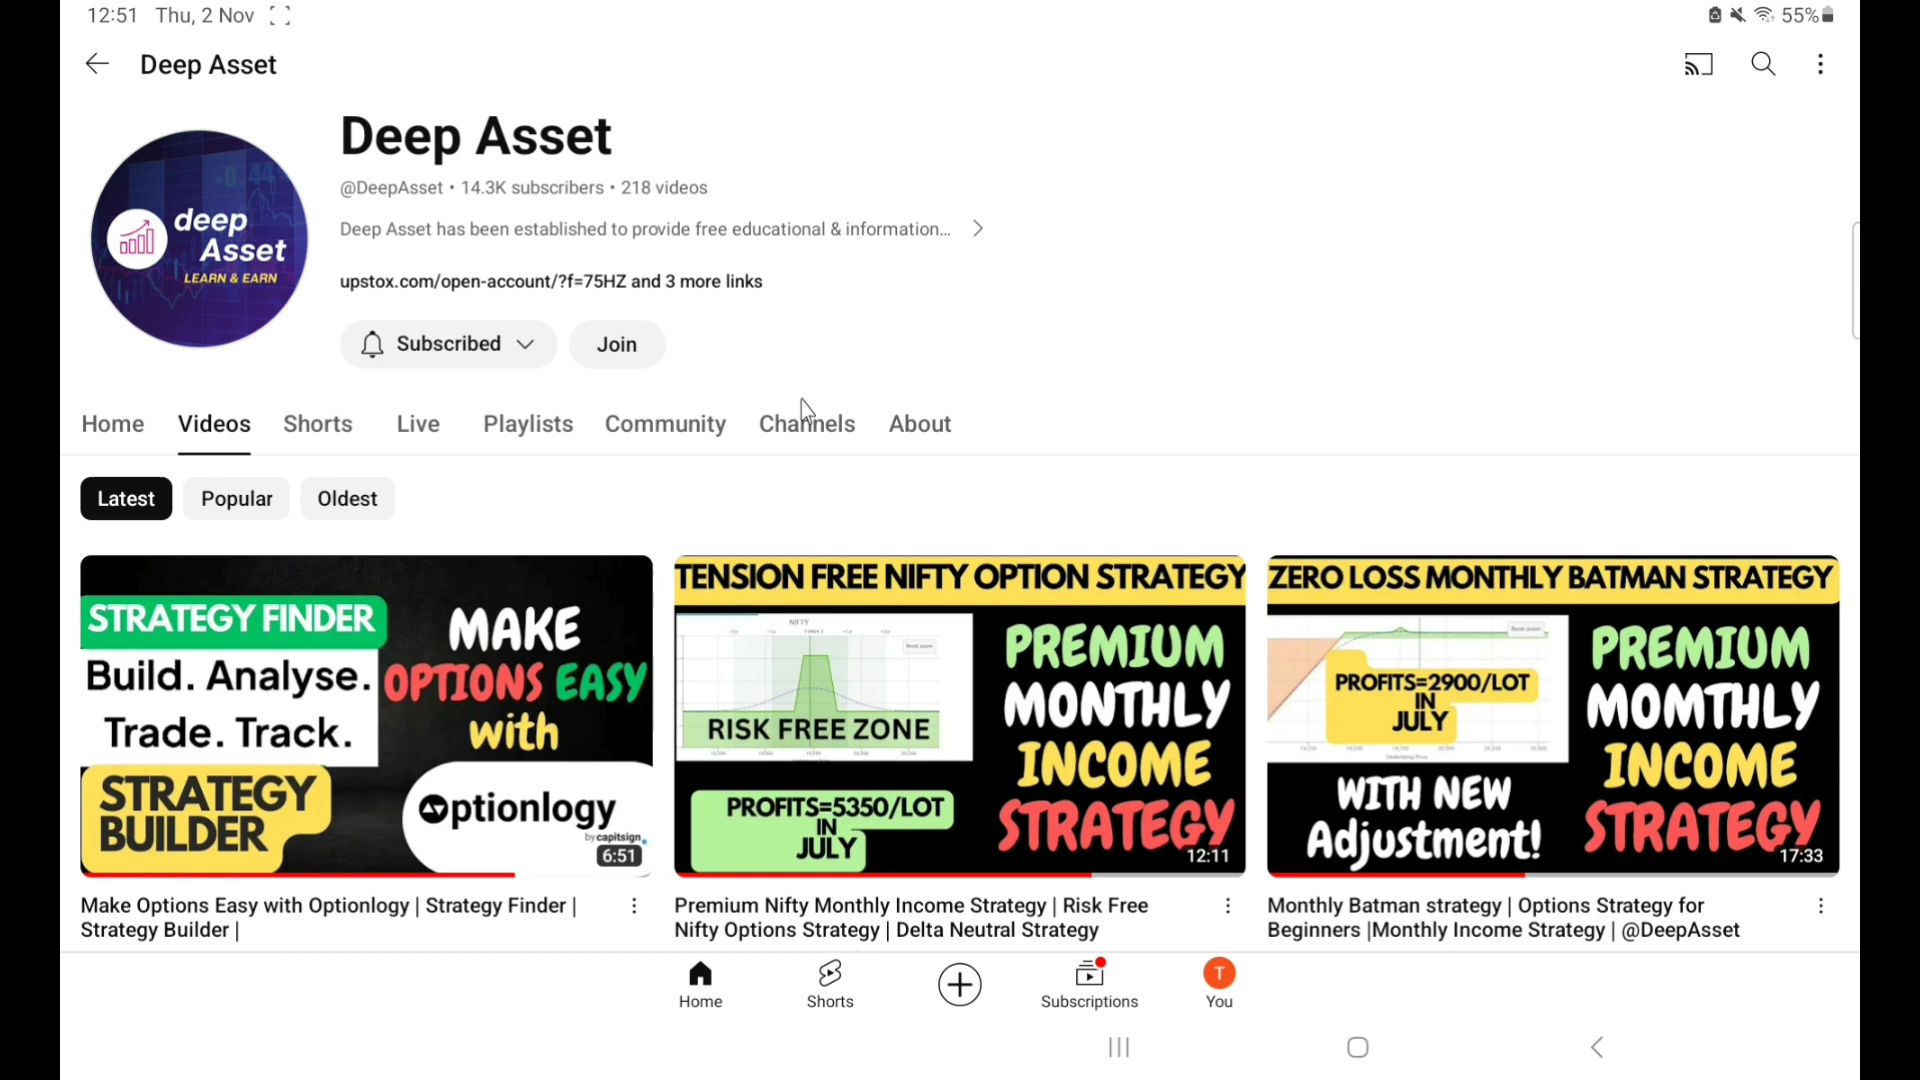 12:51 Thu, 2 Nov
55%
Deep Asset
Deep Asset
@DeepAsset • 14.3K subscribers • 218 videos
Deep Asset has been established to provide free educational & information...
upstox.com/open-account/?f=75HZ and 3 more links
deep
Asset
LEARN & EARN
Subscribed
Join
Home Videos Shorts Live Playlists Community Channels About
Latest Popular Oldest
STRATEGY FINDER
Build. Analyse.
Trade. Track.
STRATEGY
BUILDER
MAKE
OPTIONS EASY
with
Optionlogy
by capitsign.
6:51
TENSION FREE NIFTY OPTION STRATEGY
NIFTY
Reset zoom
RISK FREE ZONE
PROFITS=5350/LOT
IN
JULY
PREMIUM
MONTHLY
INCOME
STRATEGY
12:11
ZERO LOSS MONTHLY BATMAN STRATEGY
Reset zoom
PROFITS=2900/LOT
IN
JULY
Underlying Price
WITH NEW
Adjustment!
PREMIUM
MOMTHLY
INCOME
STRATEGY
17:33
Make Options Easy with Optionlogy | Strategy Finder |
Strategy Builder |
Premium Nifty Monthly Income Strategy | Risk Free
Nifty Options Strategy | Delta Neutral Strategy
Monthly Batman strategy | Options Strategy for
Beginners |Monthly Income Strategy | @DeepAsset
Home
Shorts
Subscriptions
T
You